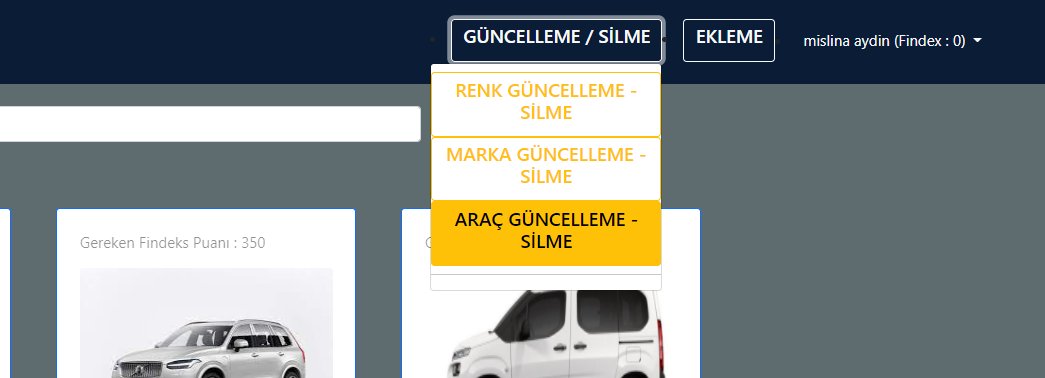 GÜNCELLEME / SİLME
EKLEME
mislina aydin (Findex : 0)
RENK GÜNCELLEME -
SİLME
MARKA GÜNCELLEME -
SİLME
ARAÇ GÜNCELLEME -
SİLME
Gereken Findeks Puanı : 350